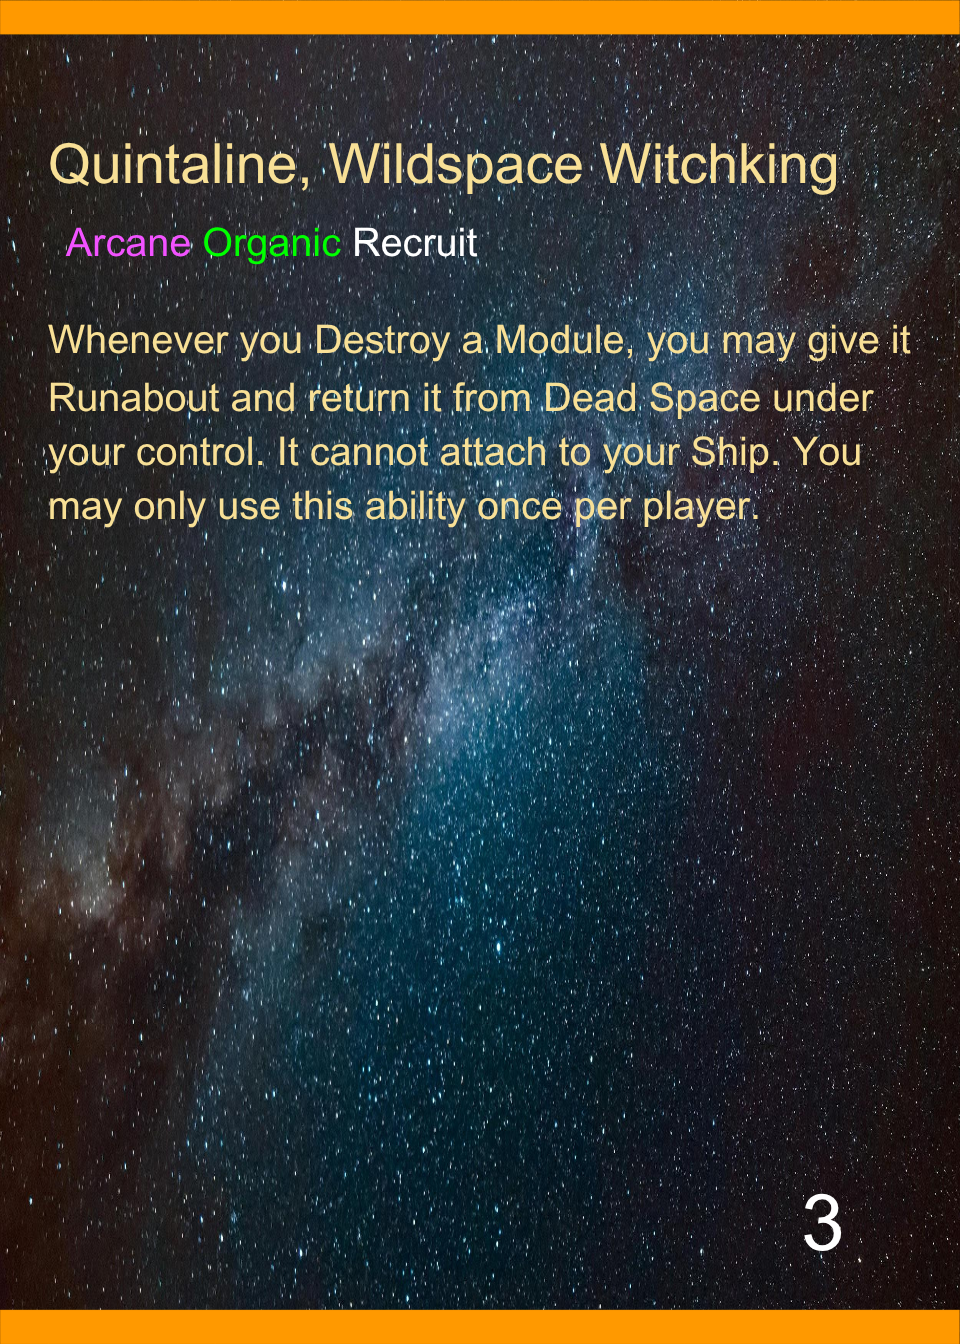 Quintaline, Wildspace Witchking
Arcane Organic Recruit
Whenever you Destroy a Module, you may give it
Runabout and return it from Dead Space under
your control. It cannot attach to your Ship. You
may only use this ability once per player.
3